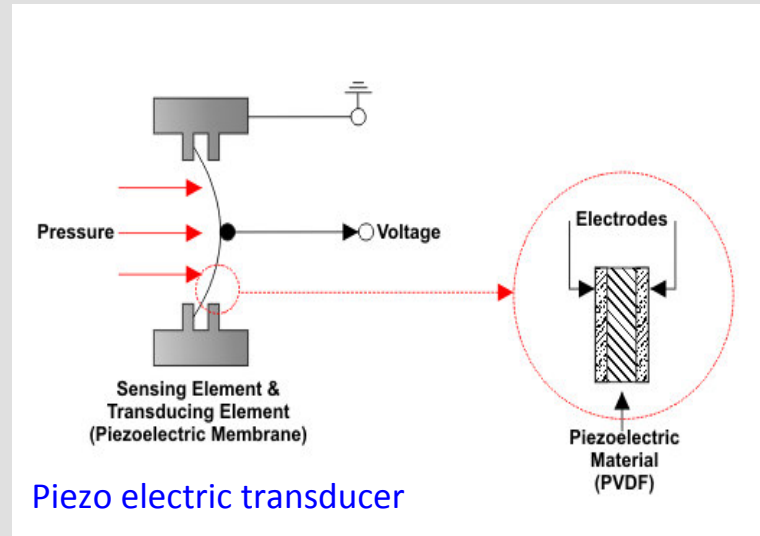 Pressure
Voltage
Electrodes
Sensing Element &
Transducing Element
(Piezoelectric Membrane)
Piezoelectric
Material
(PVDF)
Piezo electric transducer